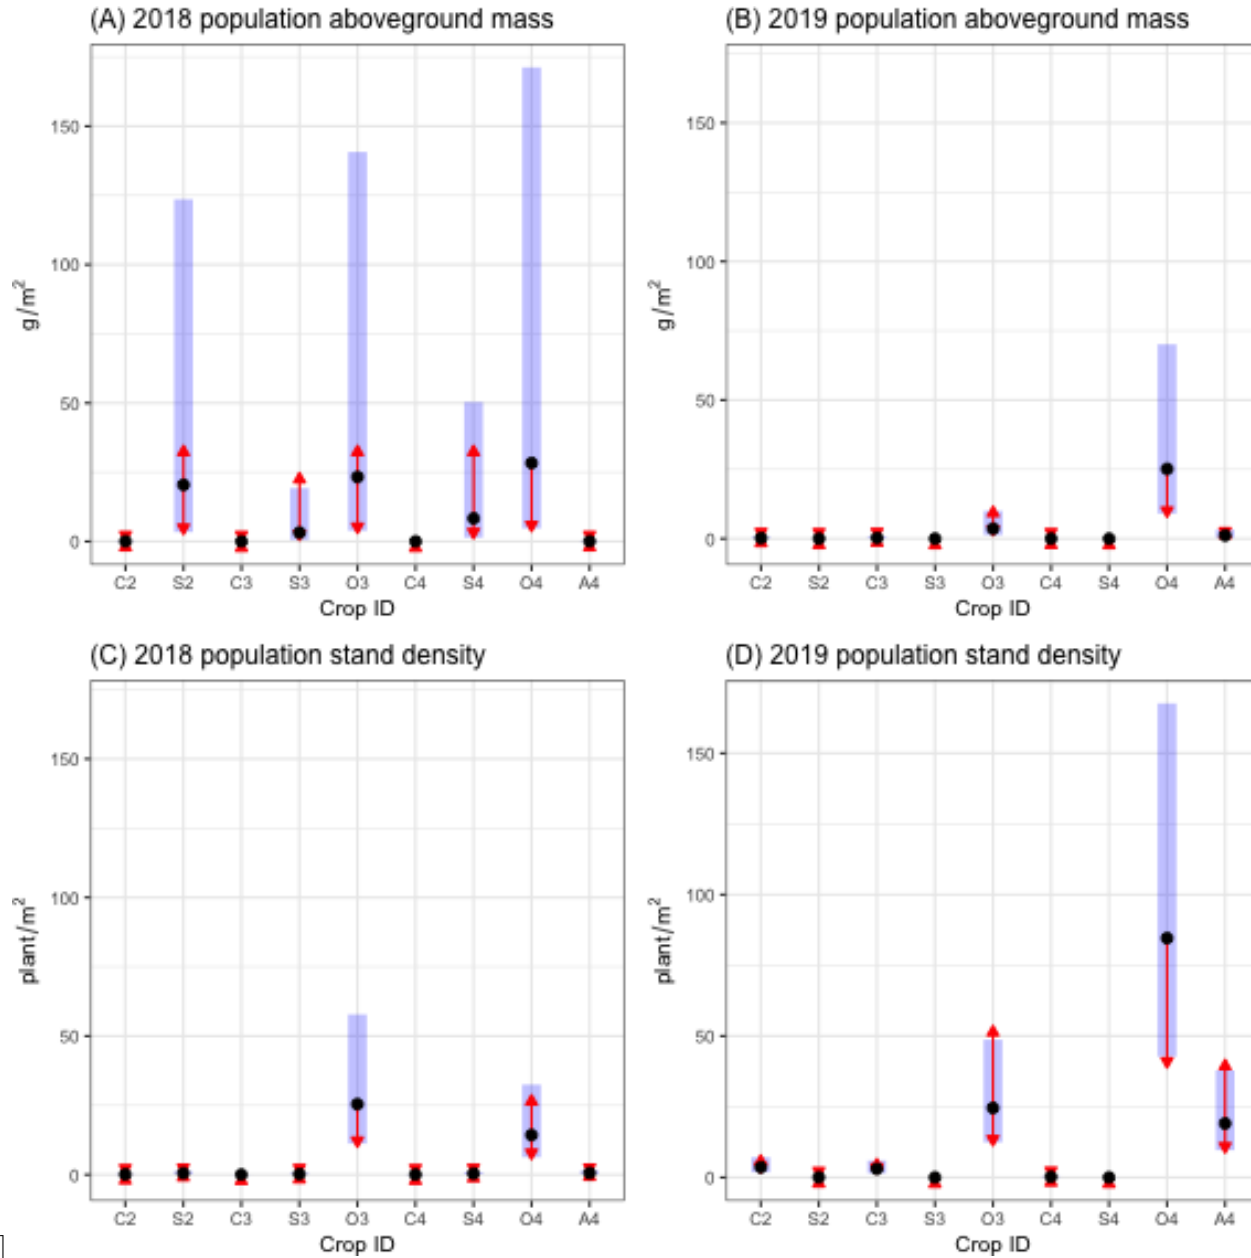 (A) 2018 population aboveground mass
150
100
50
0
g/m²
C2 S2 C3 S3 O3 C4 S4 O4 A4
Crop ID
(B) 2019 population aboveground mass
150
100
50
0
g/m²
C2 S2 C3 S3 O3 C4 S4 O4 A4
Crop ID
(C) 2018 population stand density
150
100
50
0
plant/m²
C2 S2 C3 S3 O3 C4 S4 O4 A4
Crop ID
(D) 2019 population stand density
150
100
50
0
plant/m²
C2 S2 C3 S3 O3 C4 S4 O4 A4
Crop ID